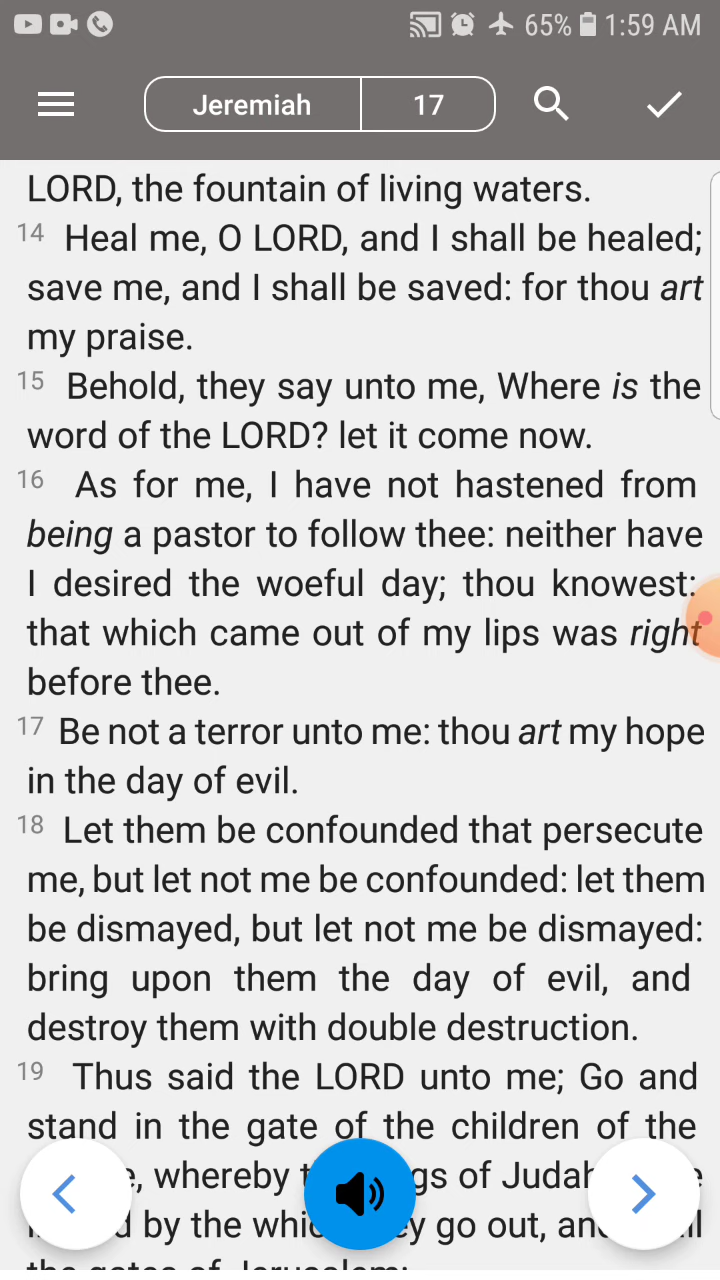 65% 1:59 AM
Jeremiah 17
LORD, the fountain of living waters.
14 Heal me, O LORD, and I shall be healed;
save me, and I shall be saved: for thou art
my praise.
15 Behold, they say unto me, Where is the
word of the LORD? let it come now.
16 As for me, I have not hastened from
being a pastor to follow thee: neither have
I desired the woeful day; thou knowest:
that which came out of my lips was right
before thee.
17 Be not a terror unto me: thou art my hope
in the day of evil.
18 Let them be confounded that persecute
me, but let not me be confounded: let them
be dismayed, but let not me be dismayed:
bring upon them the day of evil, and
destroy them with double destruction.
19 Thus said the LORD unto me; Go and
stand in the gate of the children of the
whereby of Judah
by the go out,
the gates of Jerusalem;